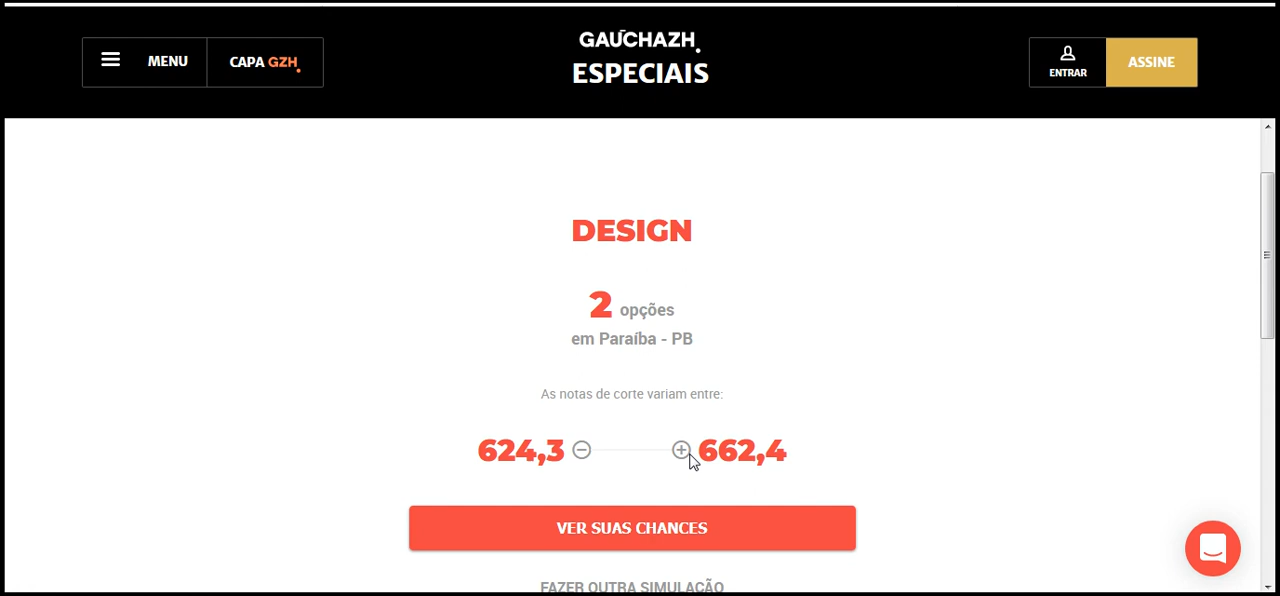 MENU
CAPA GZH.
GAÚCHAZH.
ESPECIAIS
ENTRAR
ASSINE
DESIGN
2 opções
em Paraíba - PB
As notas de corte variam entre:
624,3 662,4
VER SUAS CHANCES
FAZER OUTRA SIMULAÇÃO